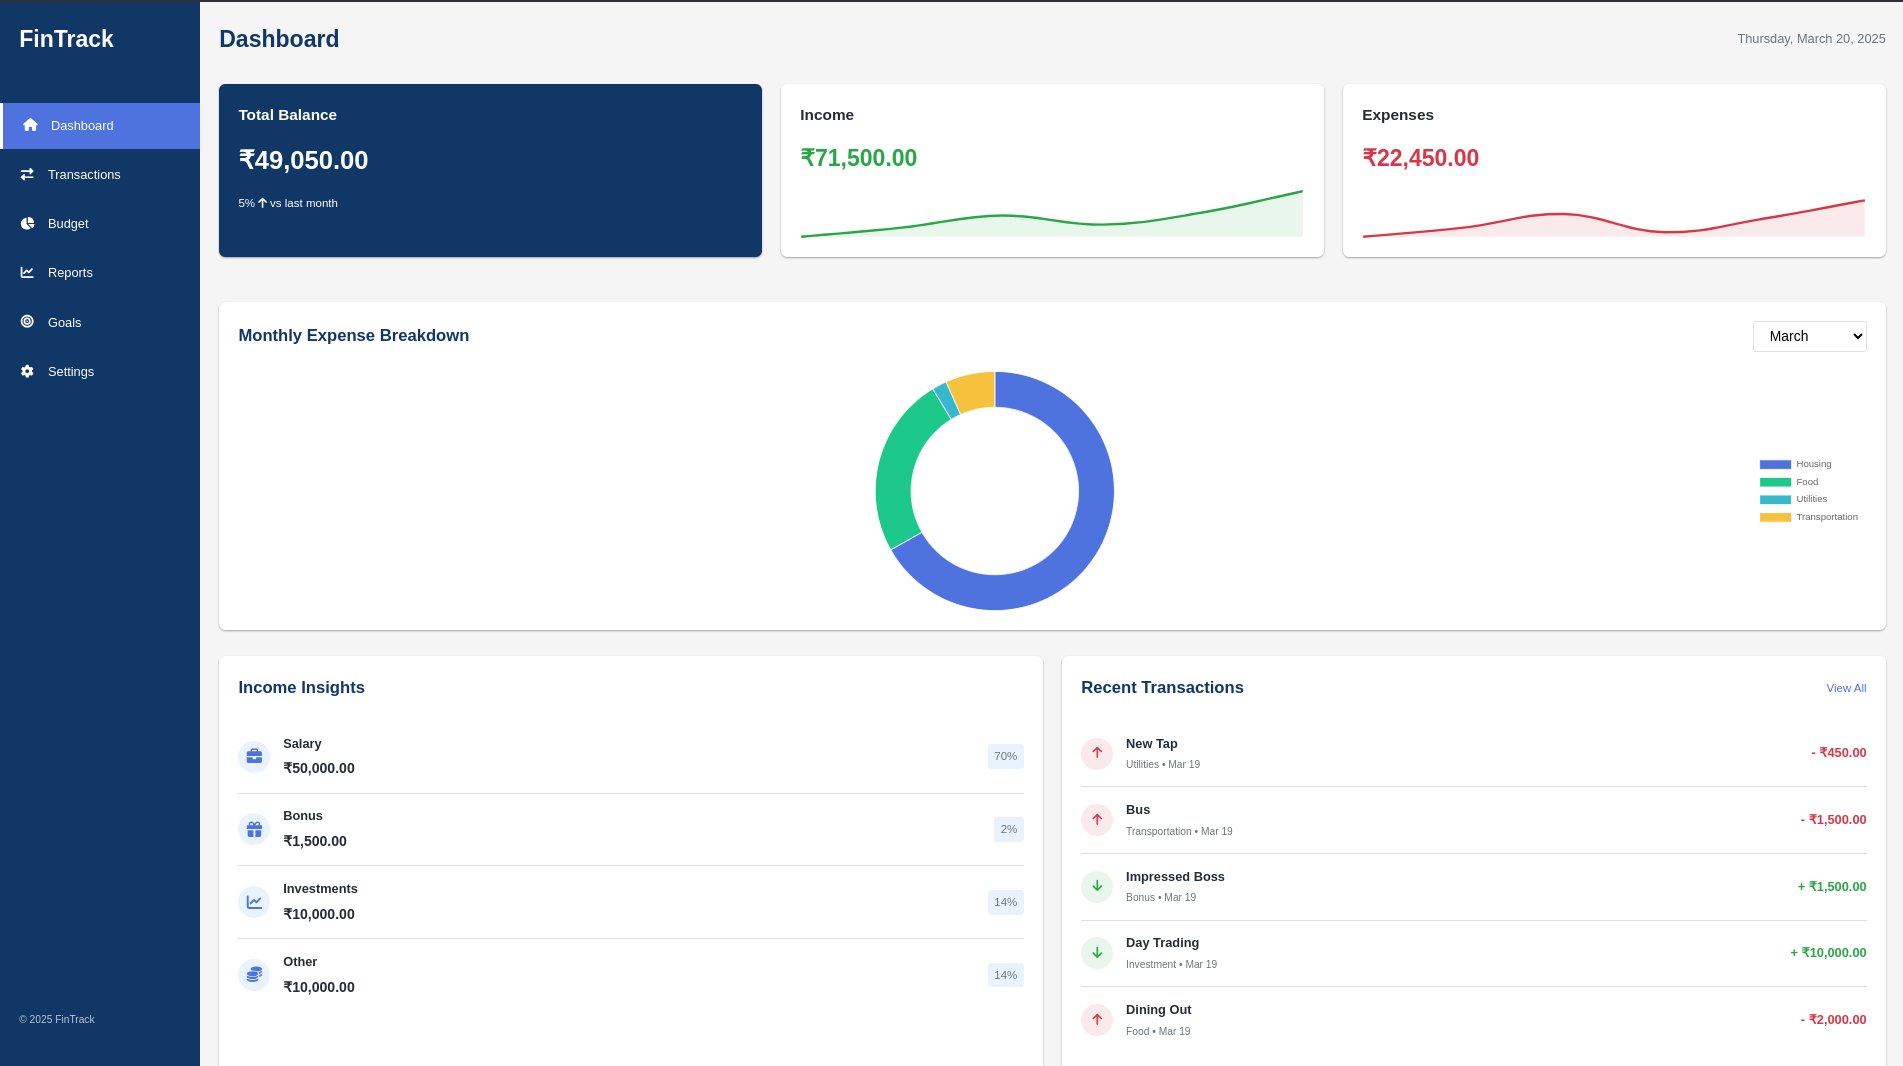 FinTrack
Dashboard
Transactions
Budget
Reports
Goals
Settings
© 2025 FinTrack
Dashboard
Thursday, March 20, 2025
Total Balance
₹49,050.00
5% vs last month
Income
₹71,500.00
Expenses
₹22,450.00
Monthly Expense Breakdown
March
Housing
Food
Utilities
Transportation
Income Insights
Salary
₹50,000.00
70%
Bonus
₹1,500.00
2%
Investments
₹10,000.00
14%
Other
₹10,000.00
14%
Recent Transactions
View All
New Tap
Utilities • Mar 19
- ₹450.00
Bus
Transportation • Mar 19
- ₹1,500.00
Impressed Boss
Bonus • Mar 19
+ ₹1,500.00
Day Trading
Investment • Mar 19
+ ₹10,000.00
Dining Out
Food • Mar 19
- ₹2,000.00